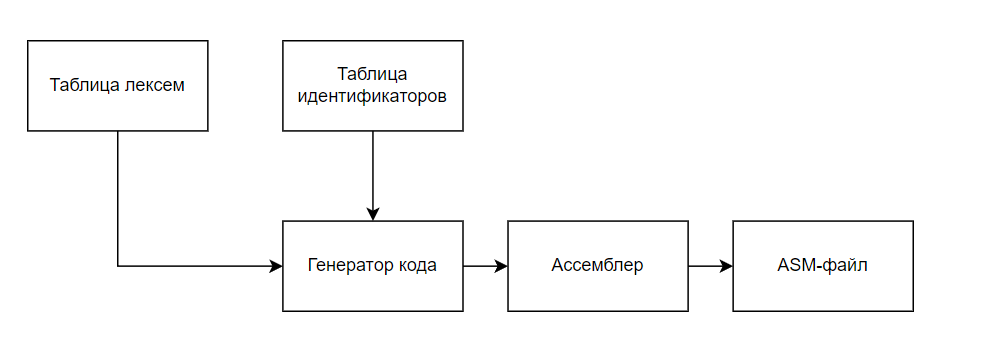 Таблица лексем
Таблица
идентификаторов
Генератор кода
Ассемблер
ASM-файл